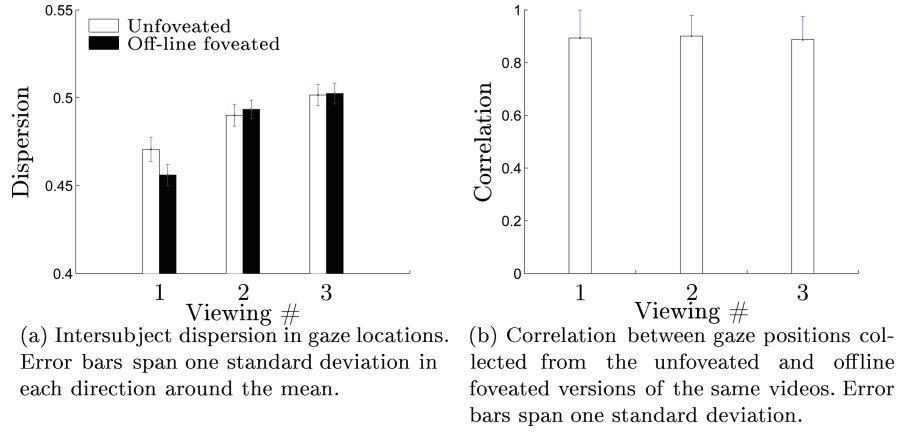 0.55
0.5
0.45
0.4
Dispersion
Unfoveated
Off-line foveated
1 2 3
Viewing #
(a) Intersubject dispersion in gaze locations.
Error bars span one standard deviation in
each direction around the mean.
1
0.8
0.6
0.4
0.2
0
Correlation
1 2 3
Viewing #
(b) Correlation between gaze positions col-
lected from the unfoveated and offline
foveated versions of the same videos. Error
bars span one standard deviation.